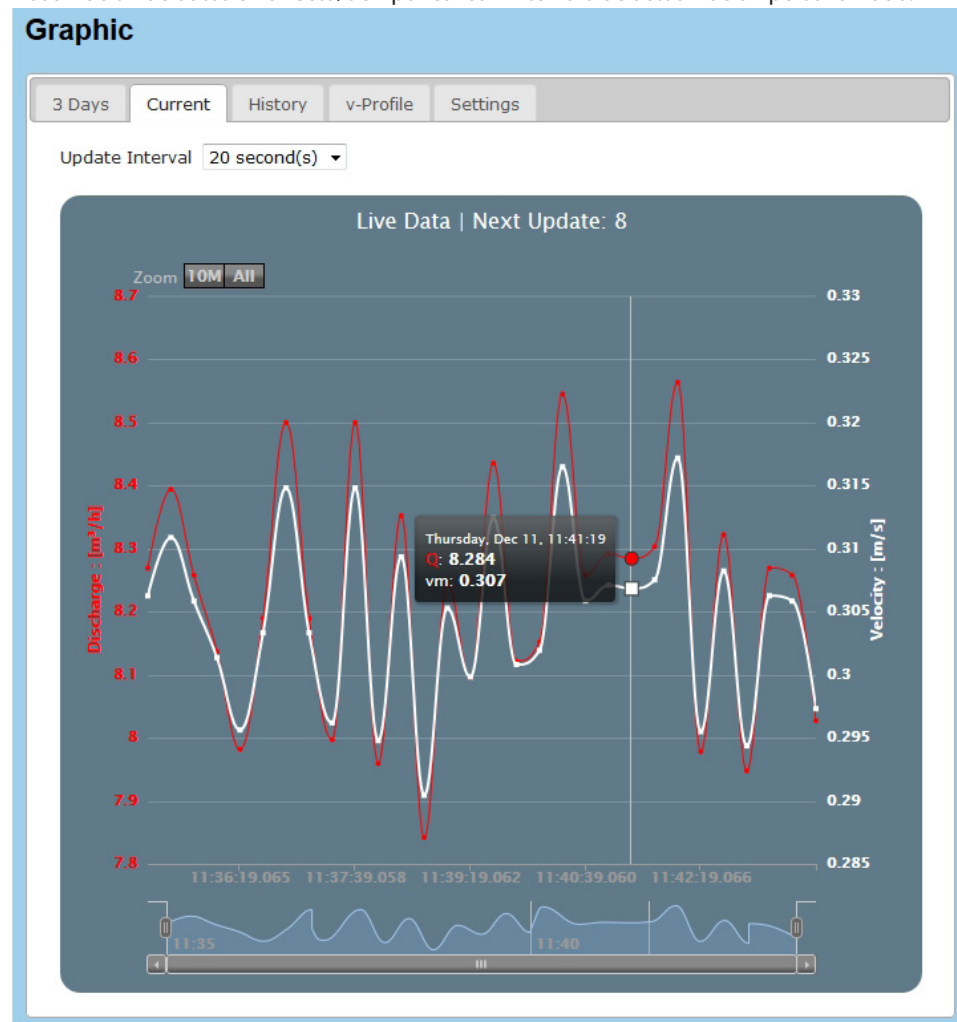 Graphic
3 Days Current History v-Profile Settings
Update Interval 20 second(s)
Live Data | Next Update: 8
Zoom 10M All
8.7 0.33
8.6 0.325
8.5 0.32
8.4 0.315
8.3 0.31
8.2 0.305
8.1 0.3
8 0.295
7.9 0.29
7.8 0.285
Discharge : [m³/h]
Velocity : [m/s]
Thursday, Dec 11, 11:41:19
Q: 8.284
vm: 0.307
11:36:19.065 11:37:39.058 11:39:19.062 11:40:39.060 11:42:19.066
11:35 11:40